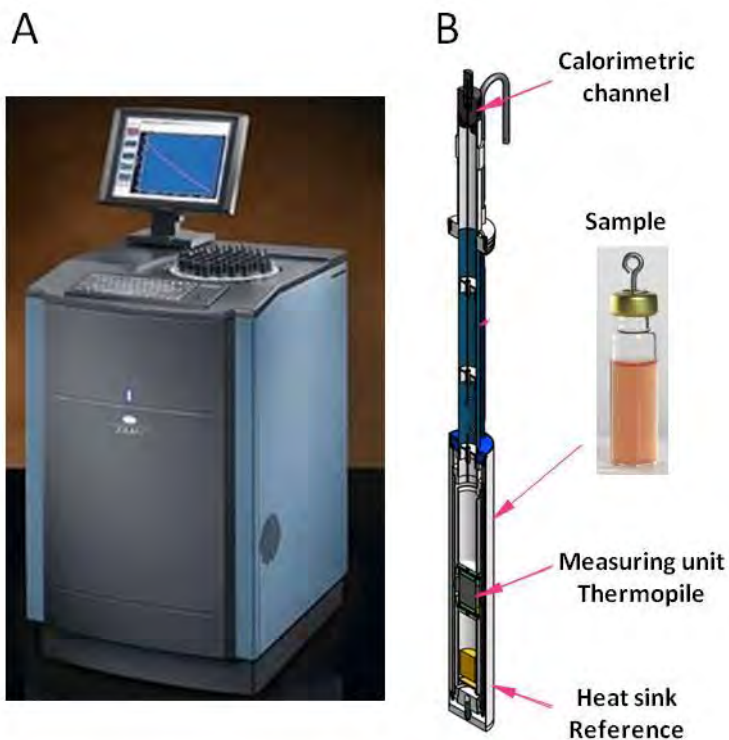 A
B
Calorimetric
channel
Sample
Measuring unit
Thermopile
Heat sink
Reference